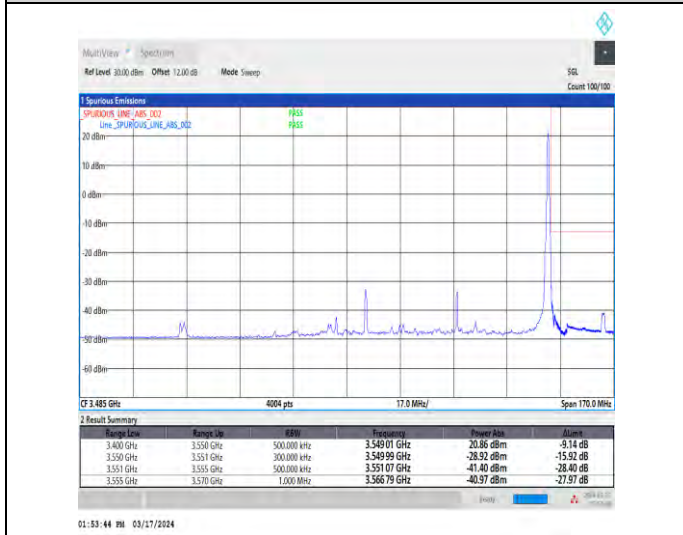 MultiView Spectrum
Ref Level 30.00 dBm Offset 12.00 dB Mode Sweep SGL
Count 100/100
1 Spurious Emissions
_SPURIOUS_LINE_ABS_002 PASS
Line _SPURIOUS_LINE_ABS_002 PASS
20 dBm
10 dBm
0 dBm
-10 dBm
-20 dBm
-30 dBm
-40 dBm
-50 dBm
-60 dBm
CF 3.485 GHz 4004 pts 17.0 MHz/ Span 170.0 MHz
2 Result Summary
Range Low Range Up RBW Frequency Power Abs ΔLimit
3.400 GHz 3.550 GHz 500.000 kHz 3.549 01 GHz 20.86 dBm -9.14 dB
3.550 GHz 3.551 GHz 300.000 kHz 3.549 99 GHz -28.92 dBm -15.92 dB
3.551 GHz 3.555 GHz 500.000 kHz 3.551 07 GHz -41.40 dBm -28.40 dB
3.555 GHz 3.570 GHz 1.000 MHz 3.566 79 GHz -40.97 dBm -27.97 dB
01:53:44 PM 03/17/2024